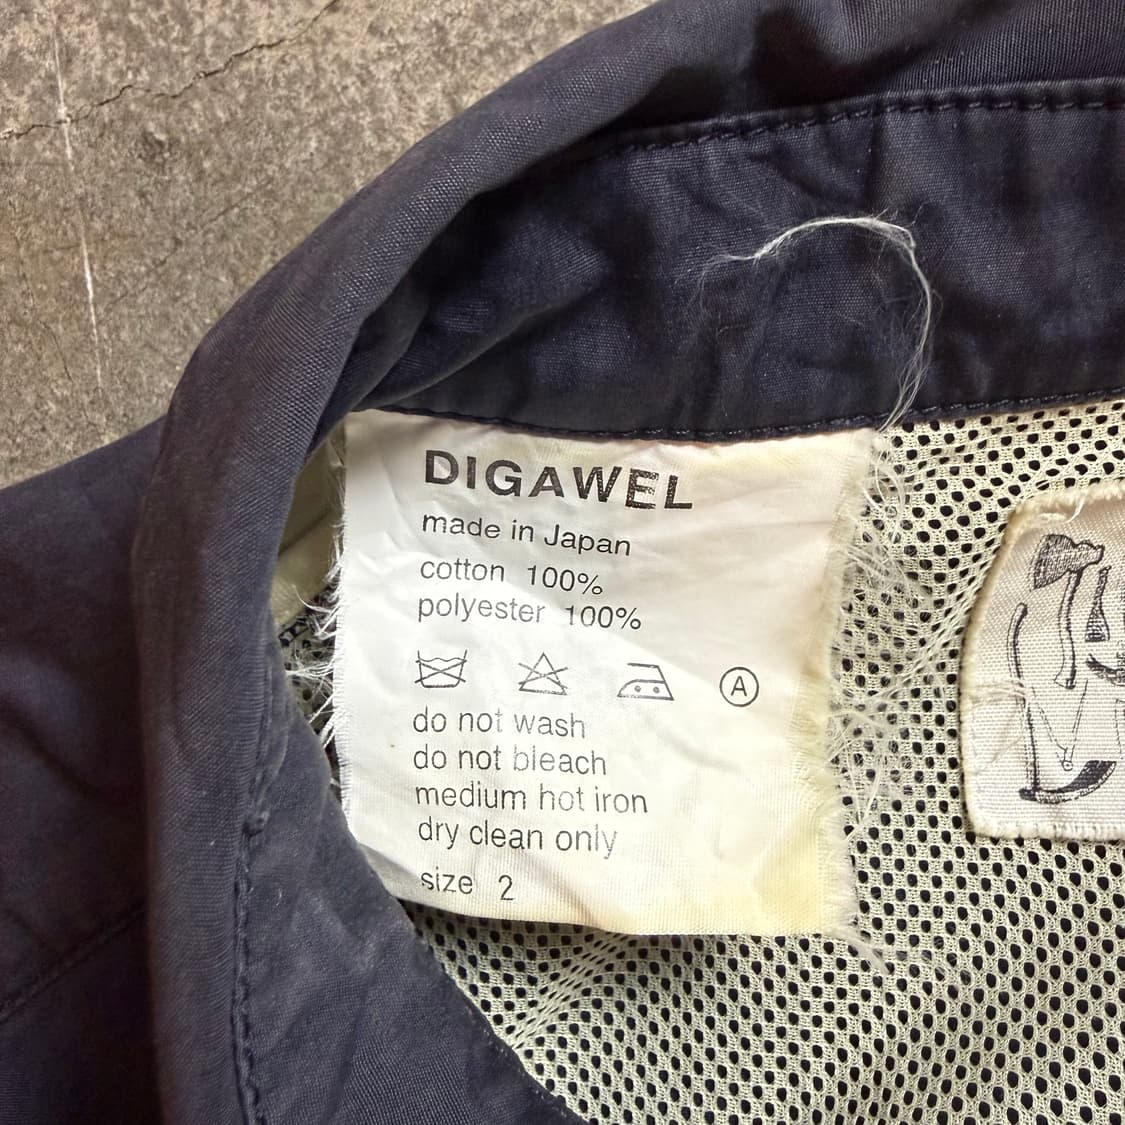 DIGAWEL
made in Japan
cotton 100%
polyester 100%
A
do not wash
do not bleach
medium hot iron
dry clean only
size 2